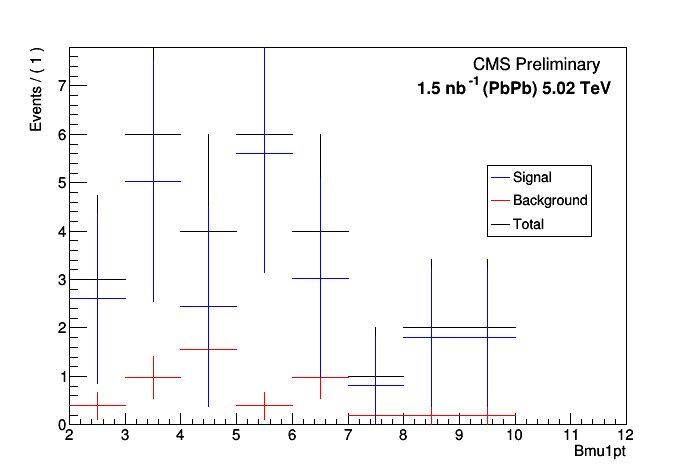 CMS Preliminary
1.5 nb-1 (PbPb) 5.02 TeV
Events / ( 1 )
7
6
5
4
3
2
1
0
Signal
Background
Total
2 3 4 5 6 7 8 9 10 11 12
Bmu1pt